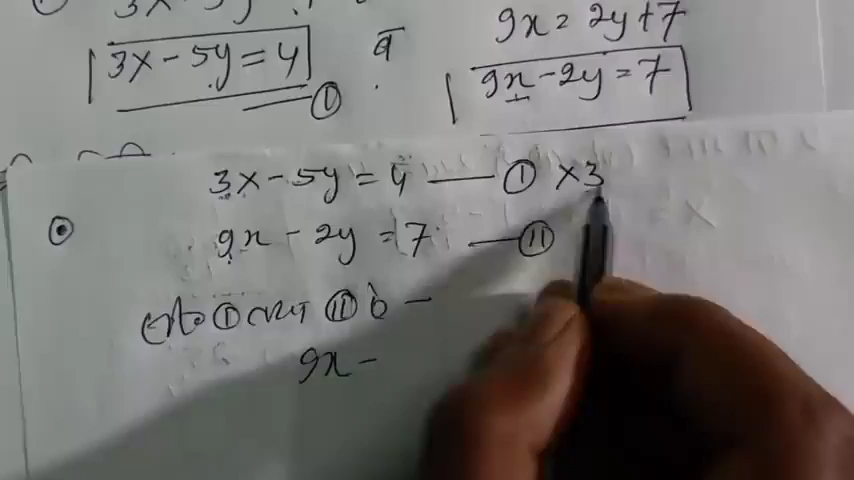 3x - 5y = 4 — ①
व
9x = 2y + 7
9x - 2y = 7
3x - 5y = 4 — ① × 3
9x - 2y = 7 — ⑪
① ⑪ —
9x -